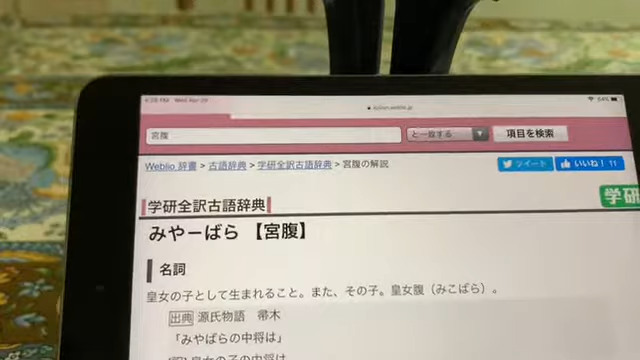 宮腹
と一致する
項目を検索
Weblio 辞書 > 古語辞典 > 学研全訳古語辞典 > 宮腹の解説
ツイート
いいね! 11
学研全訳古語辞典
学研
みや-ばら 【宮腹】
名詞
皇女の子として生まれること。また、その子。皇女腹(みこばら)。
出典 源氏物語 帚木
「みやばらの中将は」